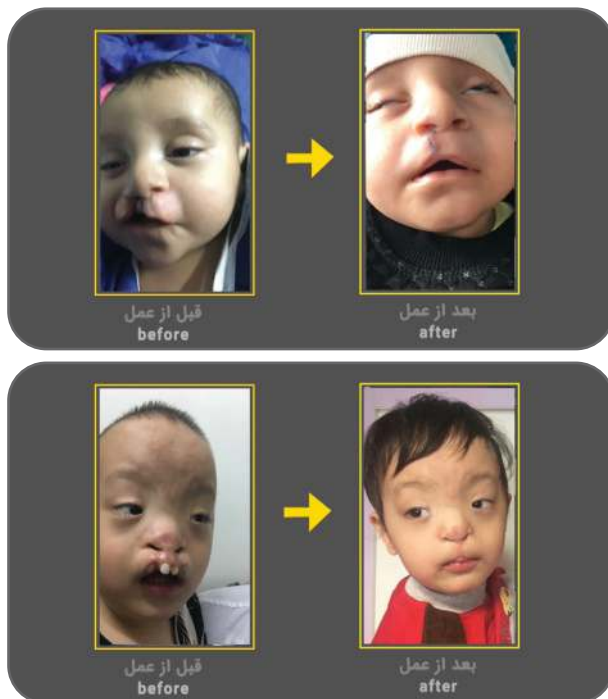 قبل از عمل
before
بعد از عمل
after
قبل از عمل
before
بعد از عمل
after